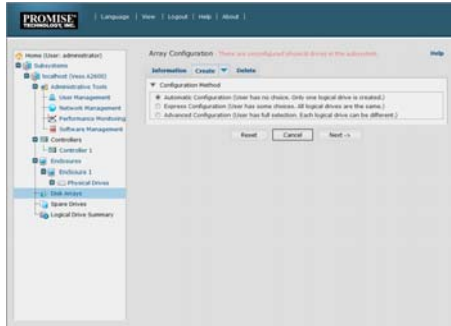 PROMISE
TECHNOLOGY, INC.
| Language | View | Logout | Help | About |
Home (User: administrator)
Subsystems
localhost (Vess A2600)
Administrative Tools
User Management
Network Management
Performance Monitoring
Software Management
Controllers
Controller 1
Enclosures
Enclosure 1
Physical Drives
Disk Arrays
Spare Drives
Logical Drive Summary
Array Configuration - There are unconfigured physical drives in the subsystem.
Help
Information Create Delete
Configuration Method
Automatic Configuration (User has no choice. Only one logical drive is created.)
Express Configuration (User has some choices. All logical drives are the same.)
Advanced Configuration (User has full selection. Each logical drive can be different.)
Reset Cancel Next ->